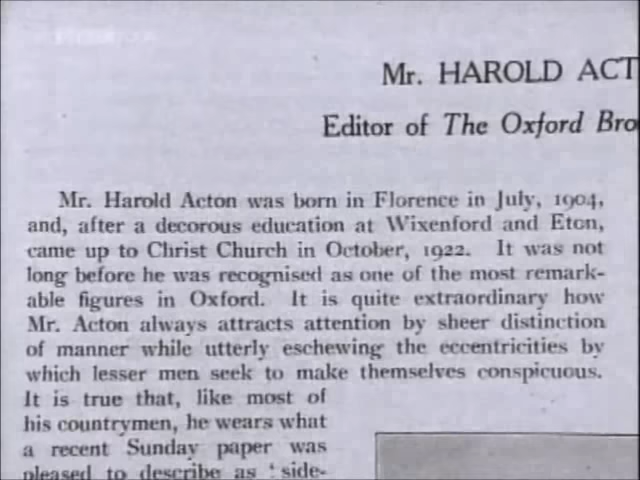 Mr. HAROLD ACT
Editor of The Oxford Bro
Mr. Harold Acton was born in Florence in July, 1904,
and, after a decorous education at Wixenford and Eton,
came up to Christ Church in October, 1922. It was not
long before he was recognised as one of the most remark-
able figures in Oxford. It is quite extraordinary how
Mr. Acton always attracts attention by sheer distinction
of manner while utterly eschewing the eccentricities by
which lesser men seek to make themselves conspicuous.
It is true that, like most of
his countrymen, he wears what
a recent Sunday paper was
pleased to describe as ' side-